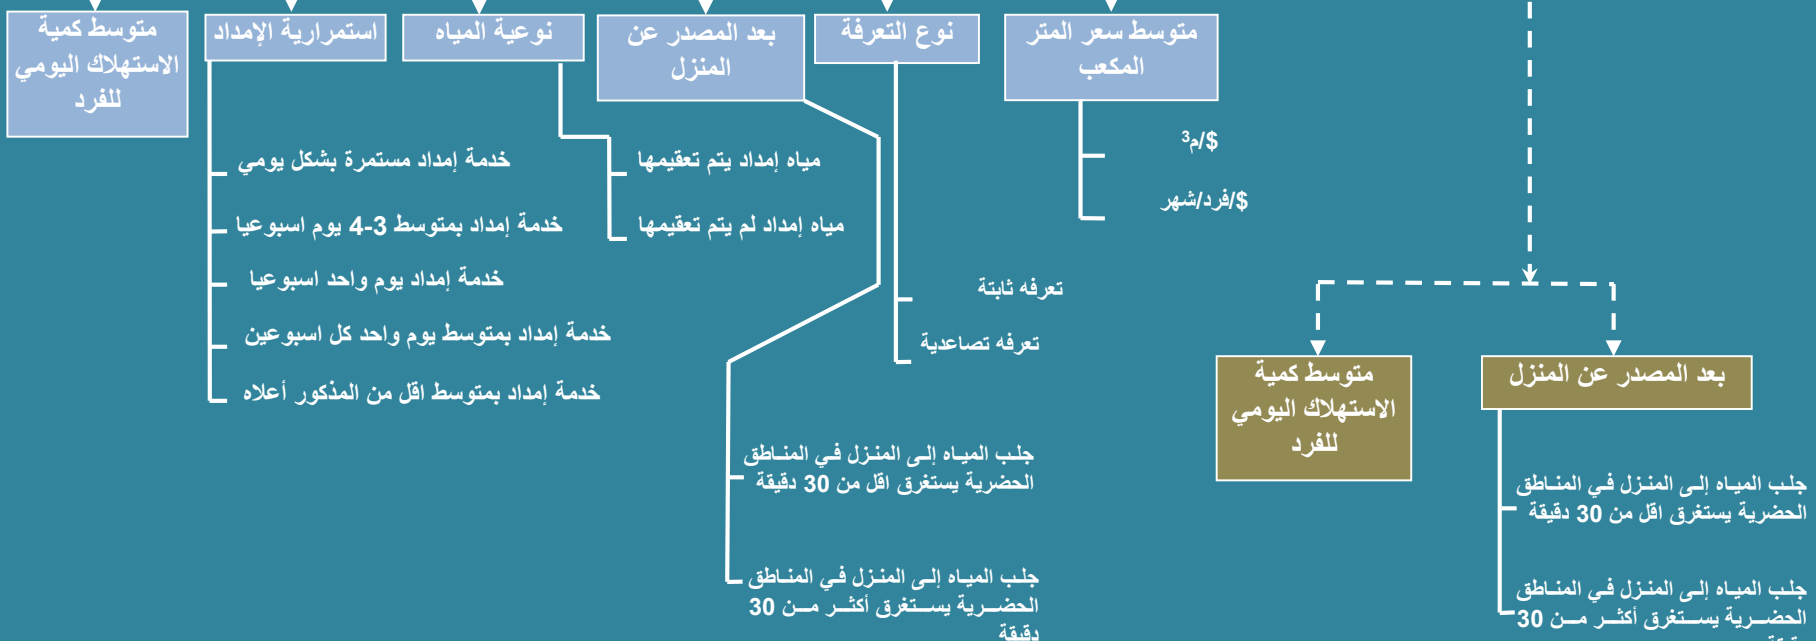 متوسط سعر المتر
المكعب
$/م³
$/فرد/شهر
نوع التعرفة
تعرفه ثابتة
تعرفه تصاعدية
بعد المصدر عن
المنزل
جلب المياه إلى المنزل في المناطق
الحضرية يستغرق اقل من 30 دقيقة
جلب المياه إلى المنزل في المناطق
الحضرية يستغرق أكثر من 30
دقيقة
نوعية المياه
مياه إمداد يتم تعقيمها
مياه إمداد لم يتم تعقيمها
استمرارية الإمداد
خدمة إمداد مستمرة بشكل يومي
خدمة إمداد بمتوسط 3-4 يوم اسبوعيا
خدمة إمداد يوم واحد اسبوعيا
خدمة إمداد بمتوسط يوم واحد كل اسبوعين
خدمة إمداد بمتوسط اقل من المذكور أعلاه
متوسط كمية
الاستهلاك اليومي
للفرد
بعد المصدر عن المنزل
جلب المياه إلى المنزل في المناطق
الحضرية يستغرق اقل من 30 دقيقة
جلب المياه إلى المنزل في المناطق
الحضرية يستغرق أكثر من 30
متوسط كمية
الاستهلاك اليومي
للفرد